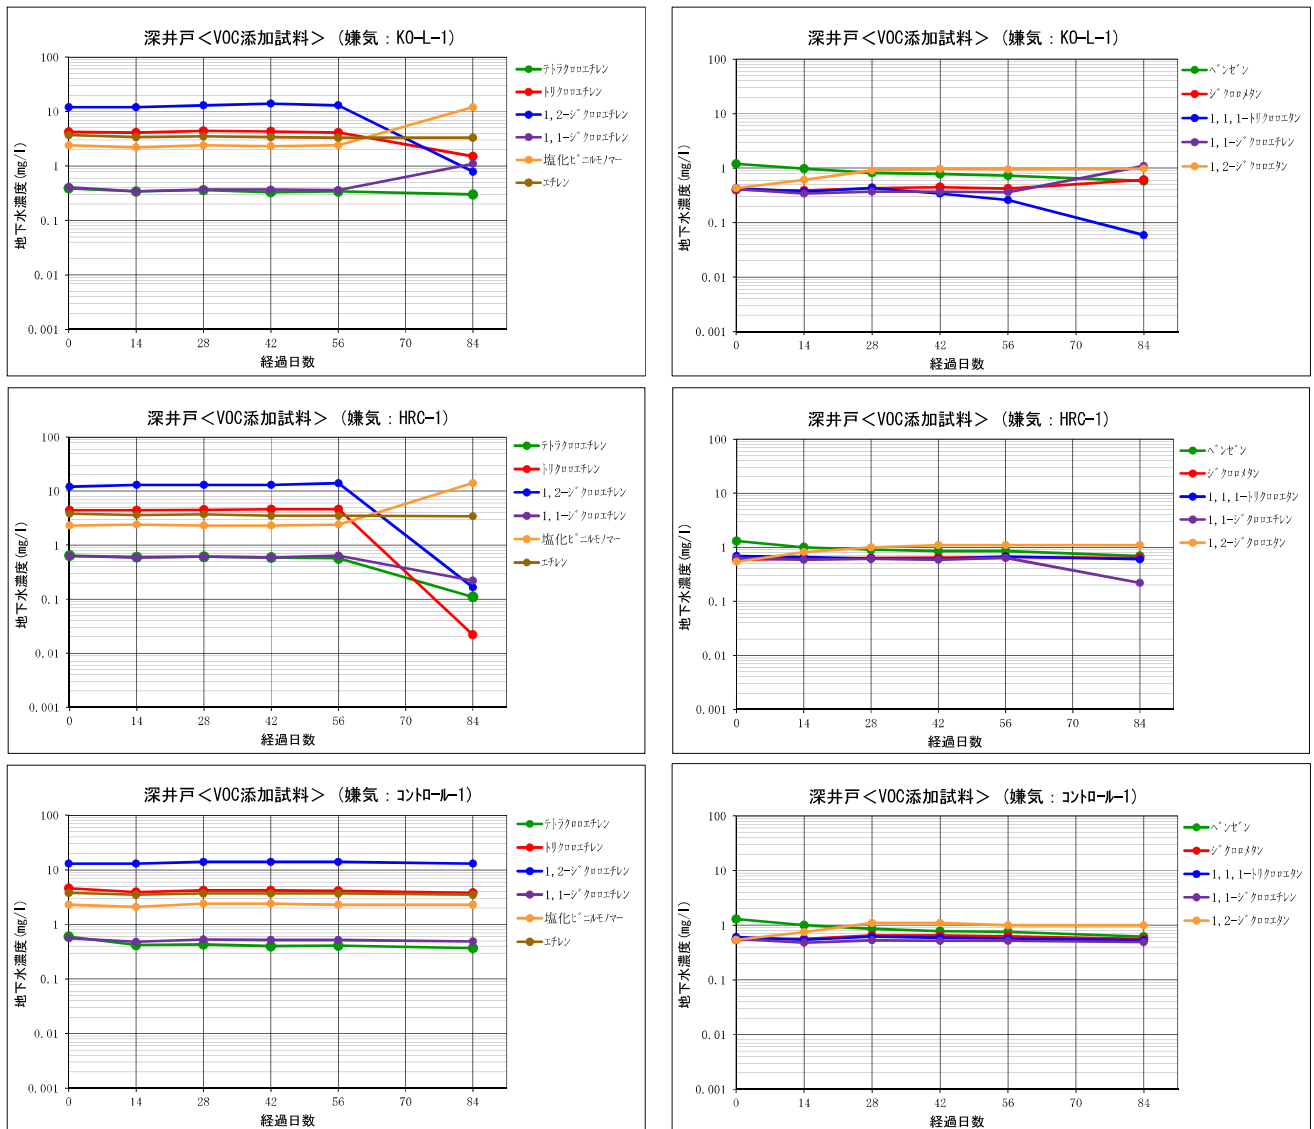 深井戸＜VOC添加試料＞（嫌気：KO-L-1）
地下水濃度(mg/l)
100
10
1
0.1
0.01
0.001
0 14 28 42 56 70 84
経過日数
ﾃﾄﾗｸﾛﾛｴﾁﾚﾝ
ﾄﾘｸﾛﾛｴﾁﾚﾝ
1,2-ｼﾞｸﾛﾛｴﾁﾚﾝ
1,1-ｼﾞｸﾛﾛｴﾁﾚﾝ
塩化ﾋﾞﾆﾙﾓﾉﾏｰ
ｴﾁﾚﾝ
深井戸＜VOC添加試料＞（嫌気：KO-L-1）
地下水濃度(mg/l)
100
10
1
0.1
0.01
0.001
0 14 28 42 56 70 84
経過日数
ﾍﾞﾝｾﾞﾝ
ｼﾞｸﾛﾛﾒﾀﾝ
1,1,1-ﾄﾘｸﾛﾛｴﾀﾝ
1,1-ｼﾞｸﾛﾛｴﾁﾚﾝ
1,2-ｼﾞｸﾛﾛｴﾀﾝ
深井戸＜VOC添加試料＞（嫌気：HRC-1）
地下水濃度(mg/l)
100
10
1
0.1
0.01
0.001
0 14 28 42 56 70 84
経過日数
ﾃﾄﾗｸﾛﾛｴﾁﾚﾝ
ﾄﾘｸﾛﾛｴﾁﾚﾝ
1,2-ｼﾞｸﾛﾛｴﾁﾚﾝ
1,1-ｼﾞｸﾛﾛｴﾁﾚﾝ
塩化ﾋﾞﾆﾙﾓﾉﾏｰ
ｴﾁﾚﾝ
深井戸＜VOC添加試料＞（嫌気：HRC-1）
地下水濃度(mg/l)
100
10
1
0.1
0.01
0.001
0 14 28 42 56 70 84
経過日数
ﾍﾞﾝｾﾞﾝ
ｼﾞｸﾛﾛﾒﾀﾝ
1,1,1-ﾄﾘｸﾛﾛｴﾀﾝ
1,1-ｼﾞｸﾛﾛｴﾁﾚﾝ
1,2-ｼﾞｸﾛﾛｴﾀﾝ
深井戸＜VOC添加試料＞（嫌気：ｺﾝﾄﾛｰﾙ-1）
地下水濃度(mg/l)
100
10
1
0.1
0.01
0.001
0 14 28 42 56 70 84
経過日数
ﾃﾄﾗｸﾛﾛｴﾁﾚﾝ
ﾄﾘｸﾛﾛｴﾁﾚﾝ
1,2-ｼﾞｸﾛﾛｴﾁﾚﾝ
1,1-ｼﾞｸﾛﾛｴﾁﾚﾝ
塩化ﾋﾞﾆﾙﾓﾉﾏｰ
ｴﾁﾚﾝ
深井戸＜VOC添加試料＞（嫌気：ｺﾝﾄﾛｰﾙ-1）
地下水濃度(mg/l)
100
10
1
0.1
0.01
0.001
0 14 28 42 56 70 84
経過日数
ﾍﾞﾝｾﾞﾝ
ｼﾞｸﾛﾛﾒﾀﾝ
1,1,1-ﾄﾘｸﾛﾛｴﾀﾝ
1,1-ｼﾞｸﾛﾛｴﾁﾚﾝ
1,2-ｼﾞｸﾛﾛｴﾀﾝ